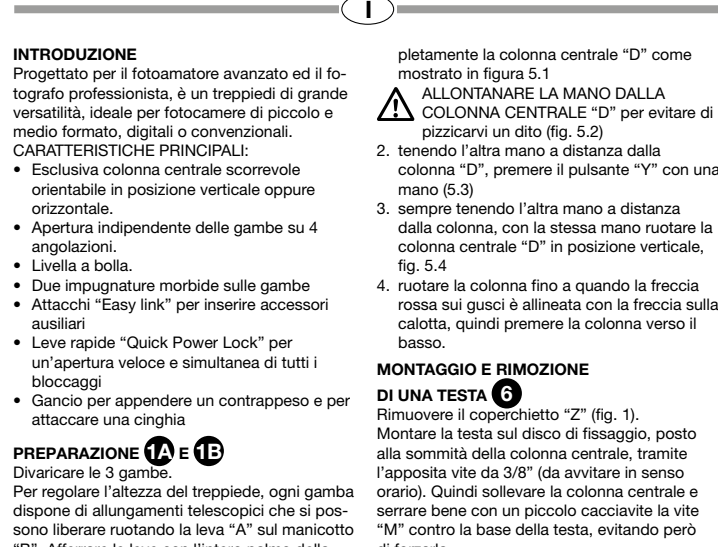 I
INTRODUZIONE
Progettato per il fotoamatore avanzato ed il fo-
tografo professionista, è un treppiedi di grande
versatilità, ideale per fotocamere di piccolo e
medio formato, digitali o convenzionali.
CARATTERISTICHE PRINCIPALI:
• Esclusiva colonna centrale scorrevole
orientabile in posizione verticale oppure
orizzontale.
• Apertura indipendente delle gambe su 4
angolazioni.
• Livella a bolla.
• Due impugnature morbide sulle gambe
• Attacchi “Easy link” per inserire accessori
ausiliari
• Leve rapide “Quick Power Lock” per
un’apertura veloce e simultanea di tutti i
bloccaggi
• Gancio per appendere un contrappeso e per
attaccare una cinghia
PREPARAZIONE 1A E 1B
Divaricare le 3 gambe.
Per regolare l’altezza del treppiede, ogni gamba
dispone di allungamenti telescopici che si pos-
sono liberare ruotando la leva “A” sul manicotto
“B”. Afferrare le leve con l’intero palmo della
pletamente la colonna centrale “D” come
mostrato in figura 5.1
ALLONTANARE LA MANO DALLA
COLONNA CENTRALE “D” per evitare di
pizzicarvi un dito (fig. 5.2)
2. tenendo l’altra mano a distanza dalla
colonna “D”, premere il pulsante “Y” con una
mano (5.3)
3. sempre tenendo l’altra mano a distanza
dalla colonna, con la stessa mano ruotare la
colonna centrale “D” in posizione verticale,
fig. 5.4
4. ruotare la colonna fino a quando la freccia
rossa sui gusci è allineata con la freccia sulla
calotta, quindi premere la colonna verso il
basso.
MONTAGGIO E RIMOZIONE
DI UNA TESTA 6
Rimuovere il coperchietto “Z” (fig. 1).
Montare la testa sul disco di fissaggio, posto
alla sommità della colonna centrale, tramite
l’apposita vite da 3/8” (da avvitare in senso
orario). Quindi sollevare la colonna centrale e
serrare bene con un piccolo cacciavite la vite
“M” contro la base della testa, evitando però
di forzarla